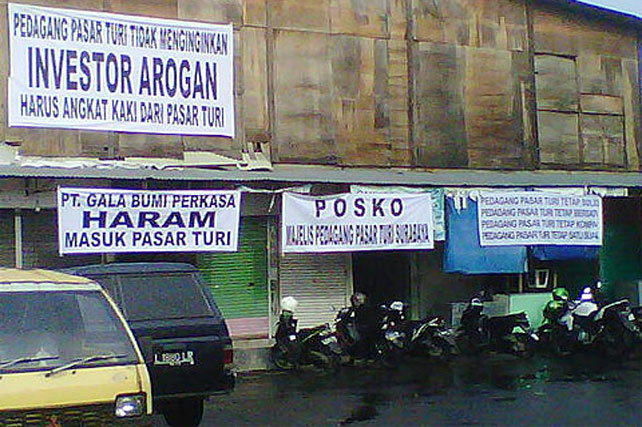 PEDAGANG PASAR TURI TIDAK MENGINGINKAN
INVESTOR AROGAN
HARUS ANGKAT KAKI DARI PASAR TURI
PT. GALA BUMI PERKASA
HARAM
MASUK PASAR TURI
POSKO
MAJELIS PEDAGANG PASAR TURI SURABAYA
PEDAGANG PASAR TURI TETAP SOLID
PEDAGANG PASAR TURI TETAP BERSATU
PEDAGANG PASAR TURI TETAP KOMPAK
PEDAGANG PASAR TURI TETAP SATU